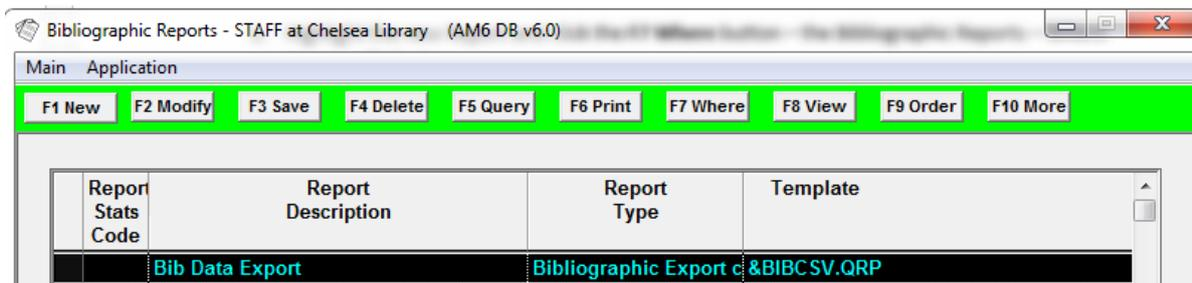 Bibliographic Reports - STAFF at Chelsea Library (AM6 DB v6.0)
Main Application
F1 New F2 Modify F3 Save F4 Delete F5 Query F6 Print F7 Where F8 View F9 Order F10 More
Report Stats Code Report Description Report Type Template
Bib Data Export Bibliographic Export c &BIBCSV.QRP